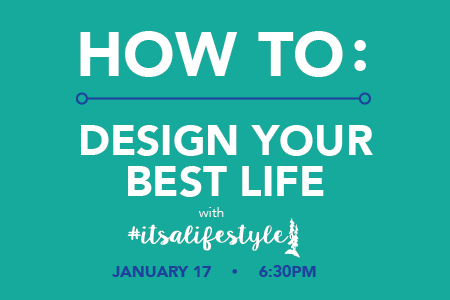 HOW TO:
DESIGN YOUR
BEST LIFE
with
#itsalifestyle
JANUARY 17 • 6:30PM